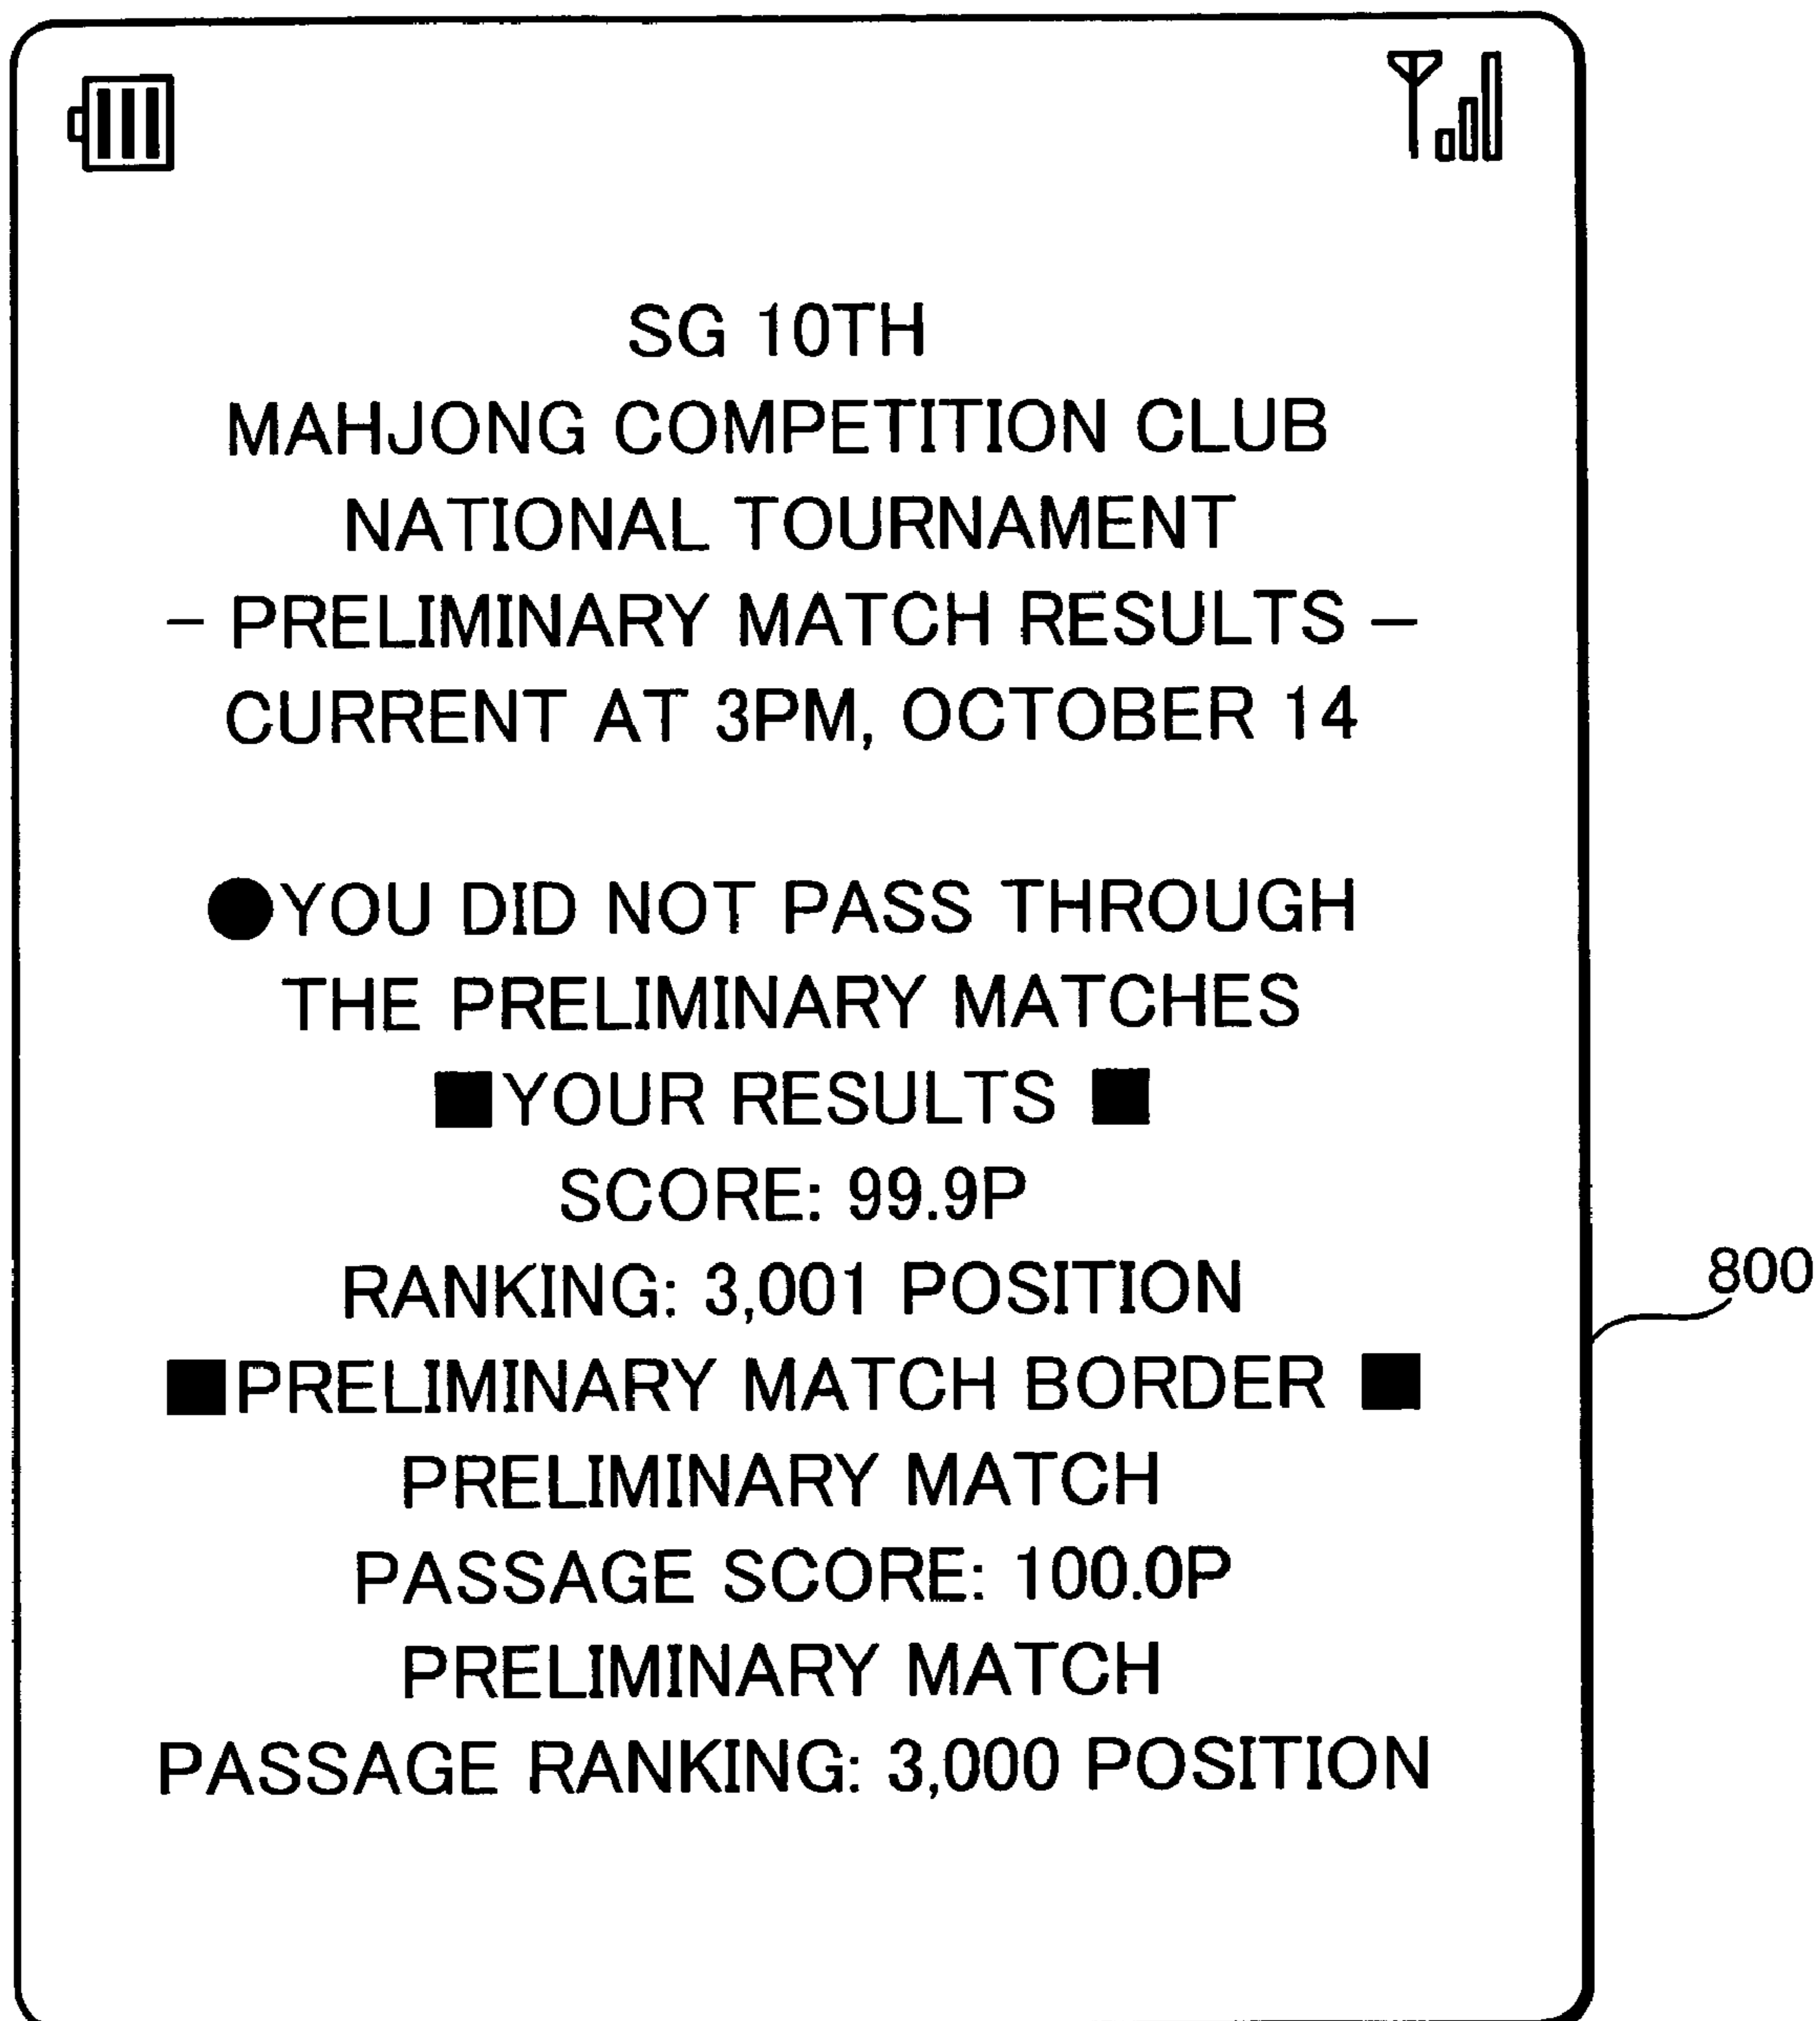 SG 10TH
MAHJONG COMPETITION CLUB
NATIONAL TOURNAMENT
– PRELIMINARY MATCH RESULTS –
CURRENT AT 3PM, OCTOBER 14
●YOU DID NOT PASS THROUGH
THE PRELIMINARY MATCHES
■YOUR RESULTS ■
SCORE: 99.9P
RANKING: 3,001 POSITION
800
■PRELIMINARY MATCH BORDER ■
PRELIMINARY MATCH
PASSAGE SCORE: 100.0P
PRELIMINARY MATCH
PASSAGE RANKING: 3,000 POSITION